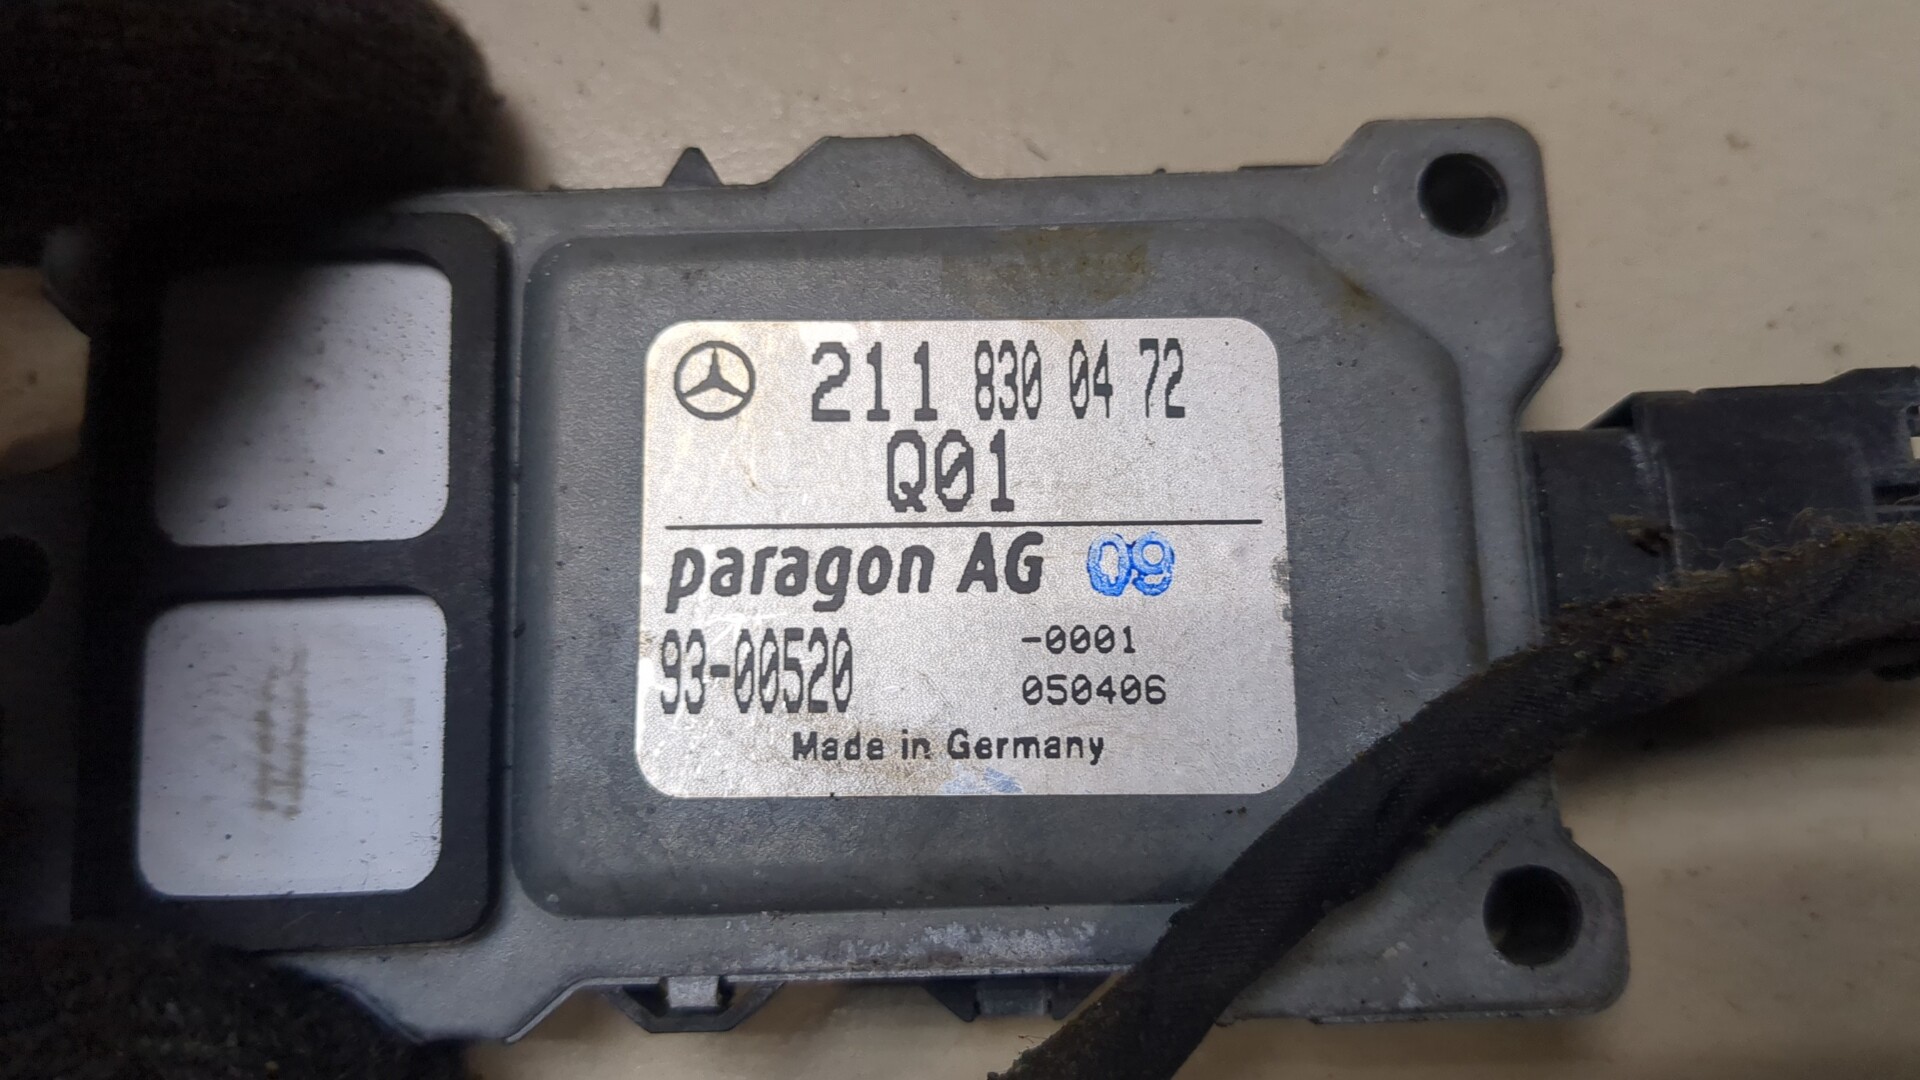 211 830 04 72
Q01
paragon AG 09
93-00520 -0001
050406
Made in Germany